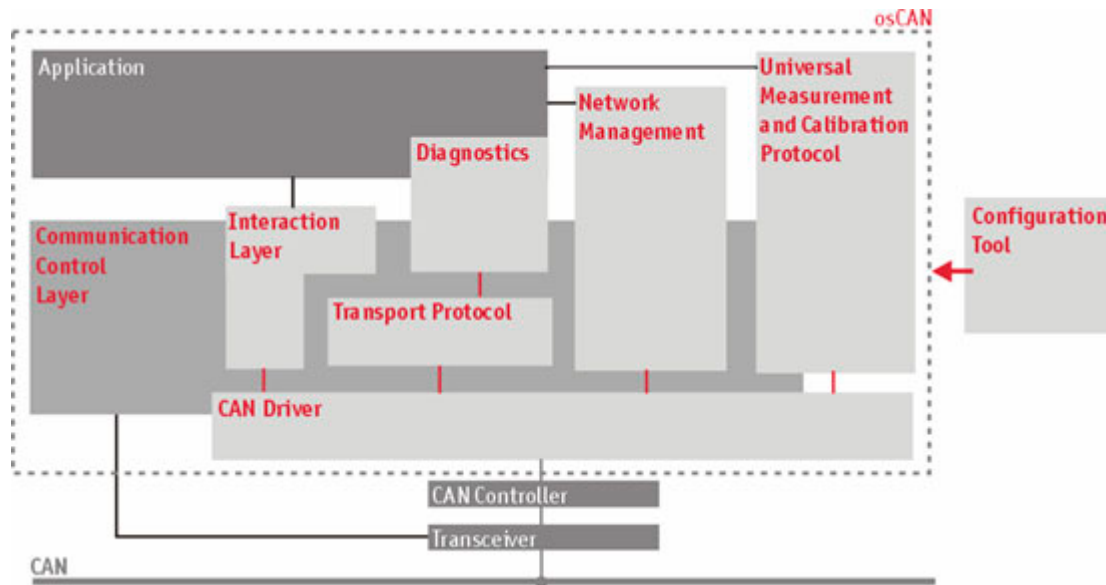 osCAN
Application
Universal
Measurement
and Calibration
Protocol
Network
Management
Diagnostics
Interaction
Layer
Communication
Control
Layer
Configuration
Tool
Transport Protocol
CAN Driver
CAN Controller
Transceiver
CAN